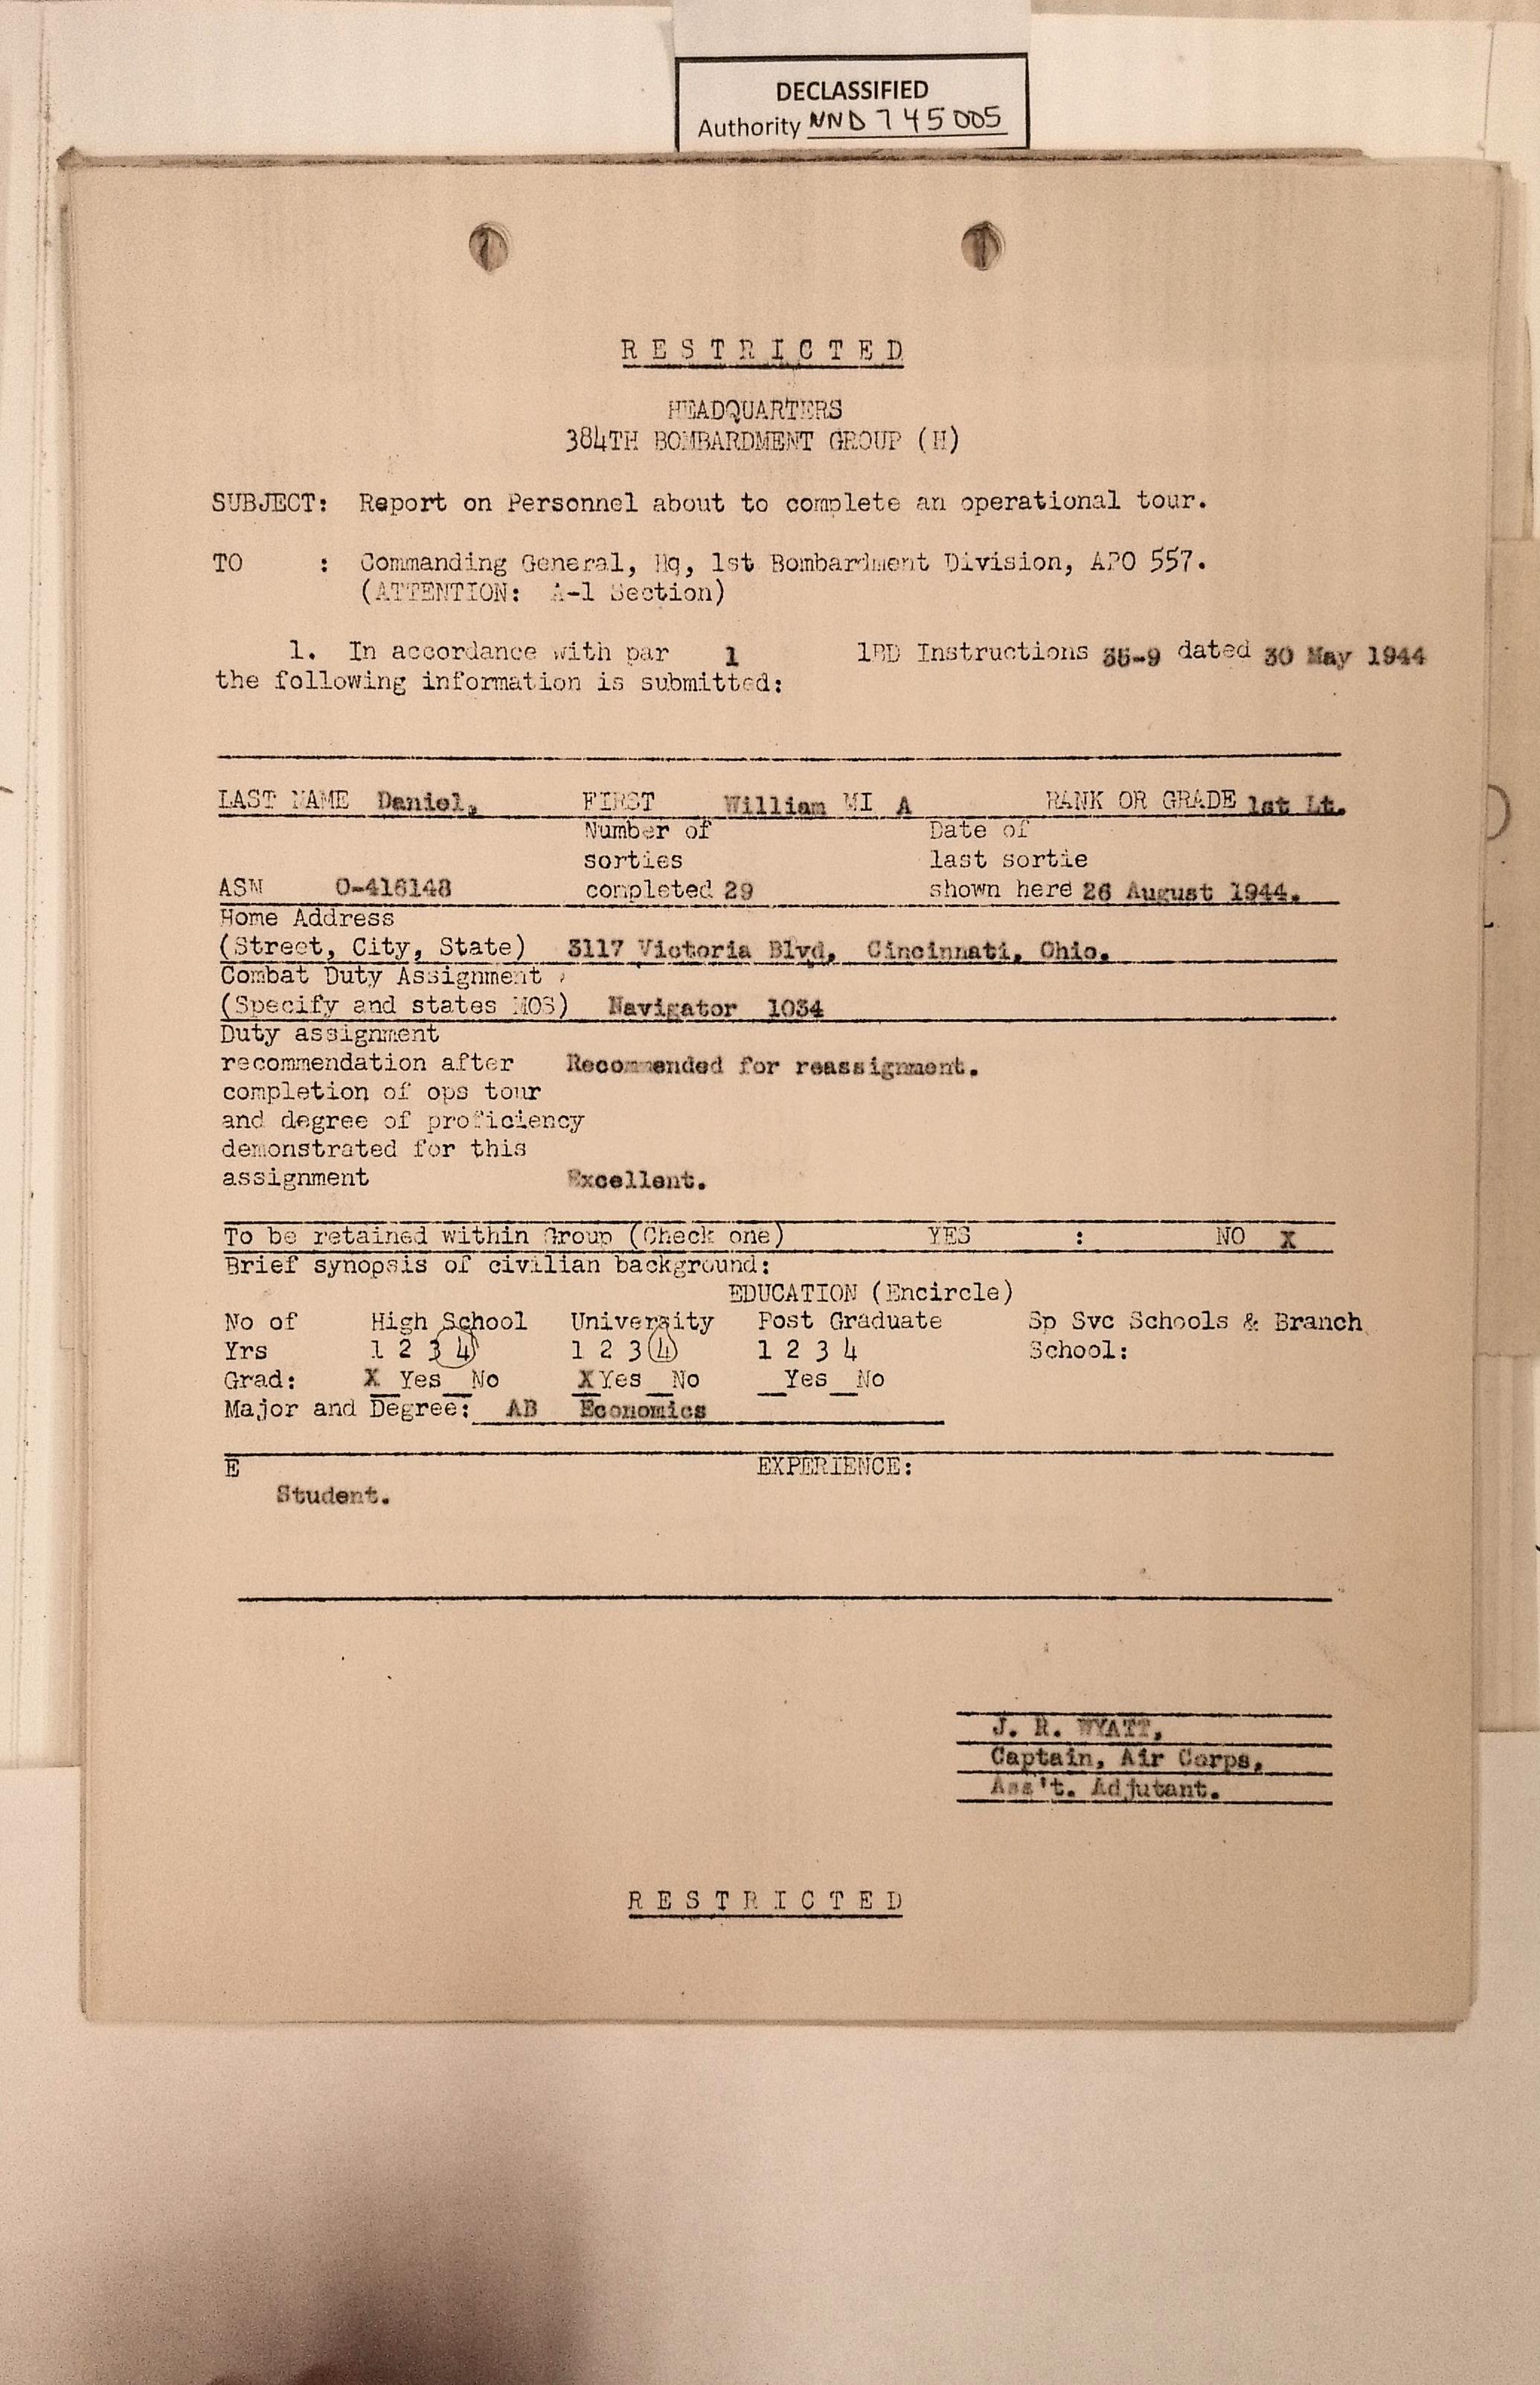 DECLASSIFIED
Authority NND 745005
R E S T R I C T E D
HEADQUARTERS
384TH BOMBARDMENT GROUP (H)
SUBJECT: Report on Personnel about to complete an operational tour.
TO : Commanding General, Hq, 1st Bombardment Division, APO 557.
(ATTENTION: A-1 Section)
1. In accordance with par 1 1BD Instructions 35-9 dated 30 May 1944
the following information is submitted:
LAST NAME Daniel, FIRST William MI A RANK OR GRADE 1st Lt.
Number of Date of
sorties last sortie
ASN O-416148 completed 29 shown here 26 August 1944.
Home Address
(Street, City, State) 3117 Victoria Blvd, Cincinnati, Ohio.
Combat Duty Assignment
(Specify and states MOS) Navigator 1034
Duty assignment
recommendation after Recommended for reassignment.
completion of ops tour
and degree of proficiency
demonstrated for this
assignment Excellent.
To be retained within Group (Check one) YES : NO X
Brief synopsis of civilian background:
EDUCATION (Encircle)
No of High School University Post Graduate Sp Svc Schools & Branch
Yrs 1 2 3 4 1 2 3 4 1 2 3 4 School:
Grad: X Yes _ No X Yes _ No _ Yes _ No
Major and Degree: AB Economics
E EXPERIENCE:
Student.
J. R. WYATT,
Captain, Air Corps,
Ass't. Adjutant.
R E S T R I C T E D